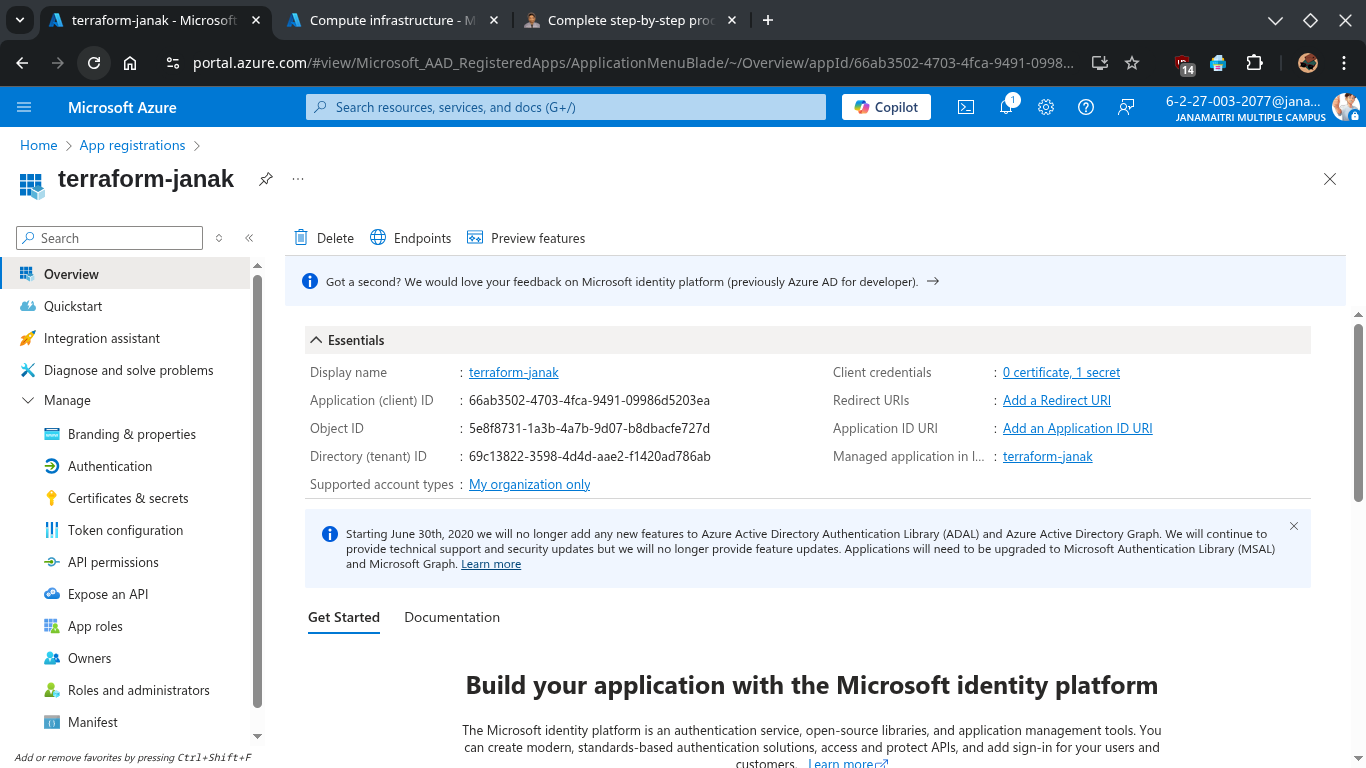 terraform-janak - Microsoft
Compute infrastructure - M
Complete step-by-step proc
portal.azure.com/#view/Microsoft_AAD_RegisteredApps/ApplicationMenuBlade/~/Overview/appId/66ab3502-4703-4fca-9491-0998...
14
Microsoft Azure
Search resources, services, and docs (G+/)
Copilot
1
6-2-27-003-2077@jana...
JANAMAITRI MULTIPLE CAMPUS
Home
App registrations
terraform-janak
...
Search
Delete
Endpoints
Preview features
Overview
Quickstart
Integration assistant
Diagnose and solve problems
Manage
Branding & properties
Authentication
Certificates & secrets
Token configuration
API permissions
Expose an API
App roles
Owners
Roles and administrators
Manifest
Add or remove favorites by pressing Ctrl+Shift+F
Got a second? We would love your feedback on Microsoft identity platform (previously Azure AD for developer).
Essentials
Display name : terraform-janak
Application (client) ID : 66ab3502-4703-4fca-9491-09986d5203ea
Object ID : 5e8f8731-1a3b-4a7b-9d07-b8dbacfe727d
Directory (tenant) ID : 69c13822-3598-4d4d-aae2-f1420ad786ab
Supported account types : My organization only
Client credentials : 0 certificate, 1 secret
Redirect URIs : Add a Redirect URI
Application ID URI : Add an Application ID URI
Managed application in l... : terraform-janak
Starting June 30th, 2020 we will no longer add any new features to Azure Active Directory Authentication Library (ADAL) and Azure Active Directory Graph. We will continue to
provide technical support and security updates but we will no longer provide feature updates. Applications will need to be upgraded to Microsoft Authentication Library (MSAL)
and Microsoft Graph. Learn more
Get Started
Documentation
Build your application with the Microsoft identity platform
The Microsoft identity platform is an authentication service, open-source libraries, and application management tools. You
can create modern, standards-based authentication solutions, access and protect APIs, and add sign-in for your users and
customers. Learn more